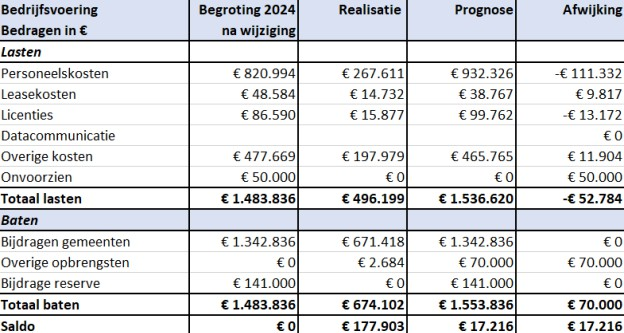 Bedrijfsvoering Begroting 2024 Realisatie Prognose Afwijking
Bedragen in € na wijziging
Lasten
Personeelskosten € 820.994 € 267.611 € 932.326 -€ 111.332
Leasekosten € 48.584 € 14.732 € 38.767 € 9.817
Licenties € 86.590 € 15.877 € 99.762 -€ 13.172
Datacommunicatie € 0
Overige kosten € 477.669 € 197.979 € 465.765 € 11.904
Onvoorzien € 50.000 € 0 € 0 € 50.000
Totaal lasten € 1.483.836 € 496.199 € 1.536.620 -€ 52.784
Baten
Bijdragen gemeenten € 1.342.836 € 671.418 € 1.342.836 € 0
Overige opbrengsten € 0 € 2.684 € 70.000 € 70.000
Bijdrage reserve € 141.000 € 0 € 141.000 € 0
Totaal baten € 1.483.836 € 674.102 € 1.553.836 € 70.000
Saldo € 0 € 177.903 € 17.216 € 17.216